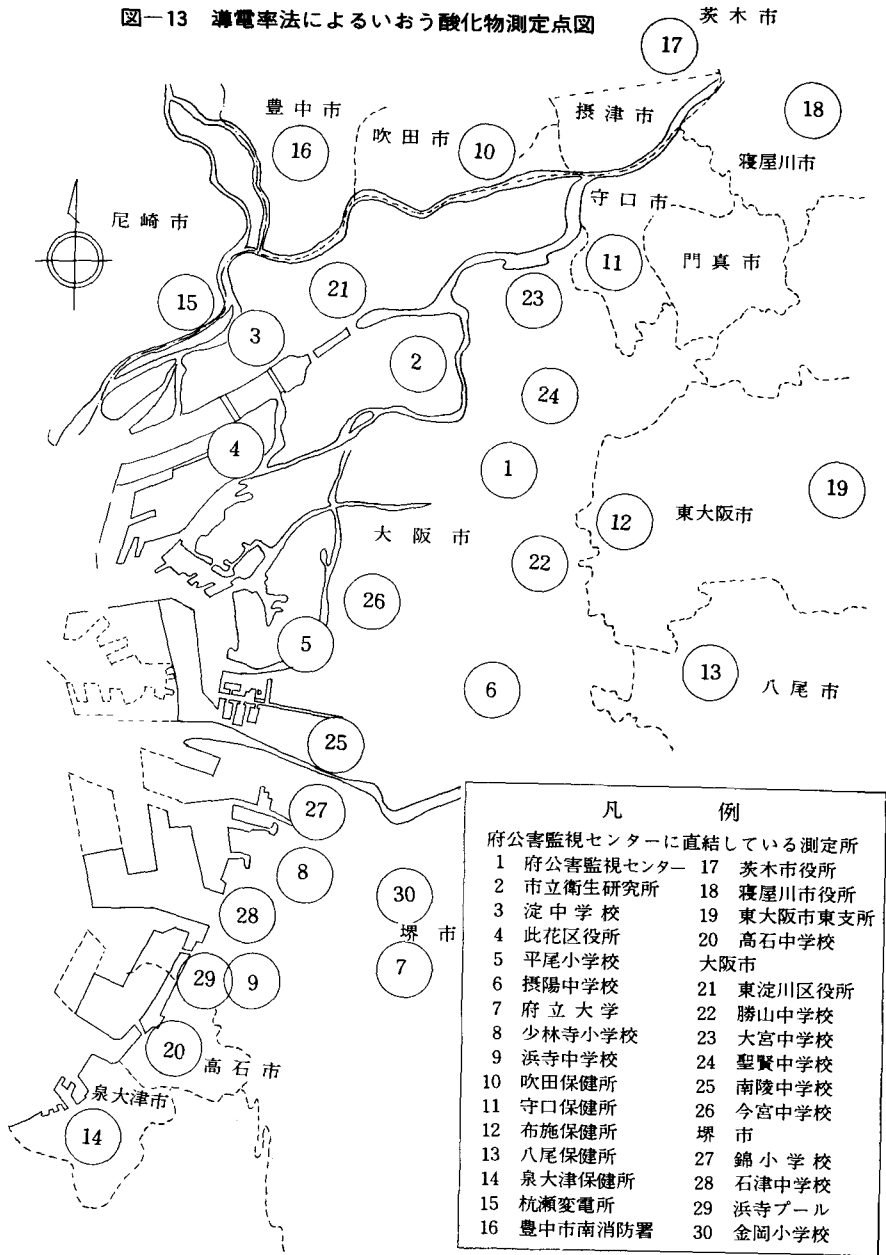 図―13　導電率法によるいおう酸化物測定点図
茨木市
17
18
豊中市
摂津市
吹田市
16
10
寝屋川市
守口市
尼崎市
門真市
11
15
21
23
3
2
24
4
1
19
12
東大阪市
大阪市
22
26
5
13
6
八尾市
25
27
8
30
28
堺市
7
29
9
20
高石市
泉大津市
14
凡　例
府公害監視センターに直結している測定所
1　府公害監視センター
2　市立衛生研究所
3　淀中学校
4　此花区役所
5　平尾小学校
6　摂陽中学校
7　府立大学
8　少林寺小学校
9　浜寺中学校
10　吹田保健所
11　守口保健所
12　布施保健所
13　八尾保健所
14　泉大津保健所
15　杭瀬変電所
16　豊中市南消防署
17　茨木市役所
18　寝屋川市役所
19　東大阪市東支所
20　高石中学校
大阪市
21　東淀川区役所
22　勝山中学校
23　大宮中学校
24　聖賢中学校
25　南陵中学校
26　今宮中学校
堺市
27　錦小学校
28　石津中学校
29　浜寺プール
30　金岡小学校